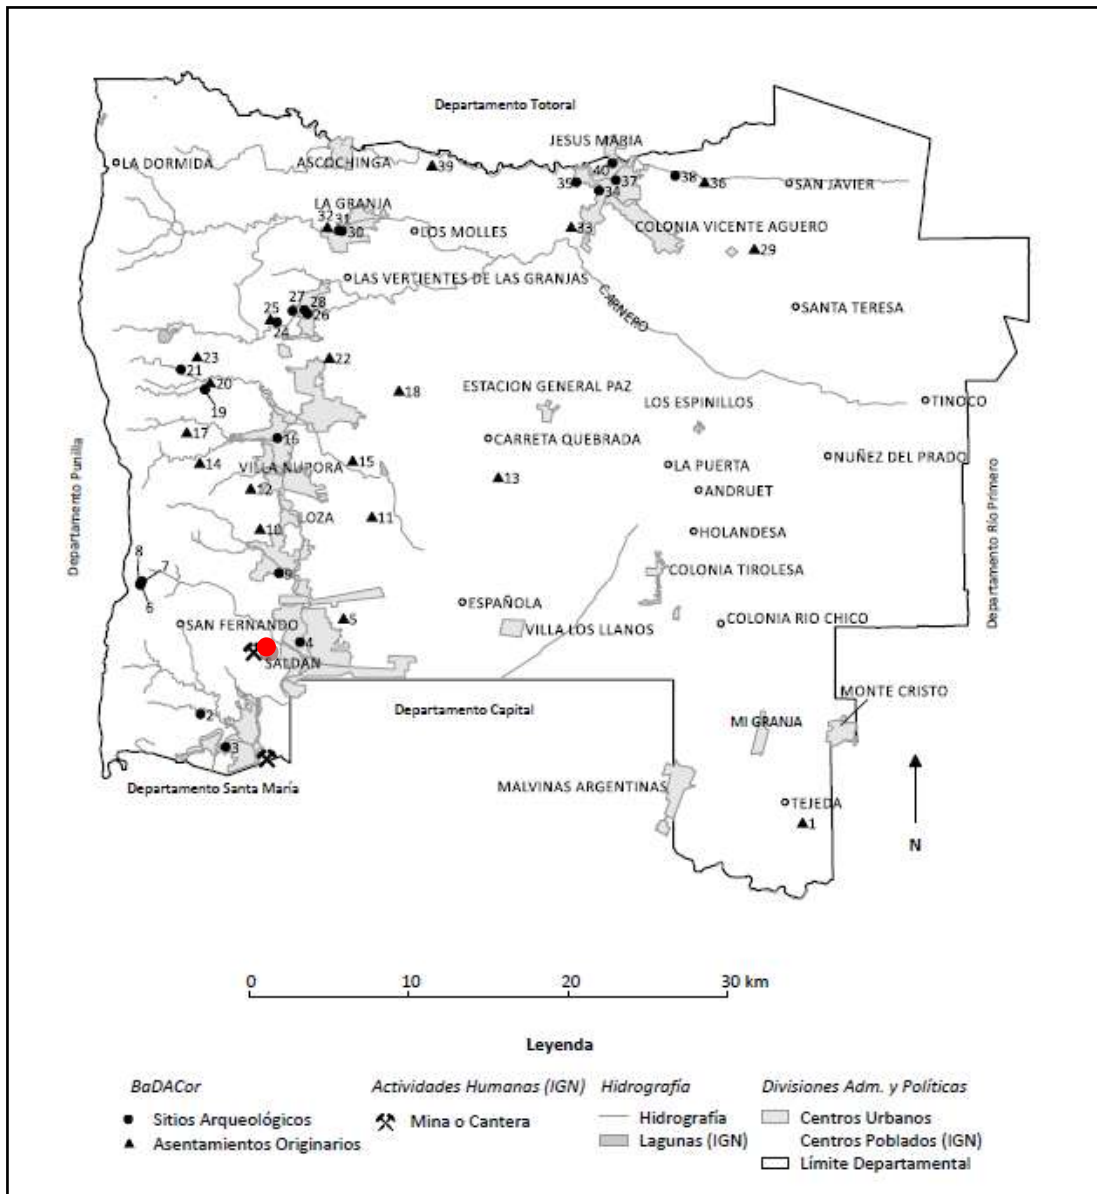 Departamento Totoral
JESUS MARIA
LA DORMIDA
ASCOCHINGA
39
40
35
37
38
36
34
SAN JAVIER
LA GRANJA
32
31
30
LOS MOLLES
33
COLONIA VICENTE AGUERO
29
LAS VERTIENTES DE LAS GRANJAS
CARNERO
27
28
25
26
24
SANTA TERESA
23
22
21
20
19
18
ESTACION GENERAL PAZ
LOS ESPINILLOS
TINOCO
17
16
CARRETA QUEBRADA
NUÑEZ DEL PRADO
14
VILLA NUPORA
15
LA PUERTA
13
12
ANDRUET
LOZA
11
10
HOLANDESA
Departamento Punilla
Departamento Río Primero
8
7
9
6
COLONIA TIROLESA
ESPAÑOLA
SAN FERNANDO
5
VILLA LOS LLANOS
COLONIA RIO CHICO
4
SALDAN
MONTE CRISTO
2
Departamento Capital
MI GRANJA
3
Departamento Santa María
MALVINAS ARGENTINAS
TEJEDA
1
N
0 10 20 30 km
Leyenda
BaDACor
Sitios Arqueológicos
Asentamientos Originarios
Actividades Humanas (IGN)
Mina o Cantera
Hidrografía
Hidrografía
Lagunas (IGN)
Divisiones Adm. y Políticas
Centros Urbanos
Centros Poblados (IGN)
Límite Departamental